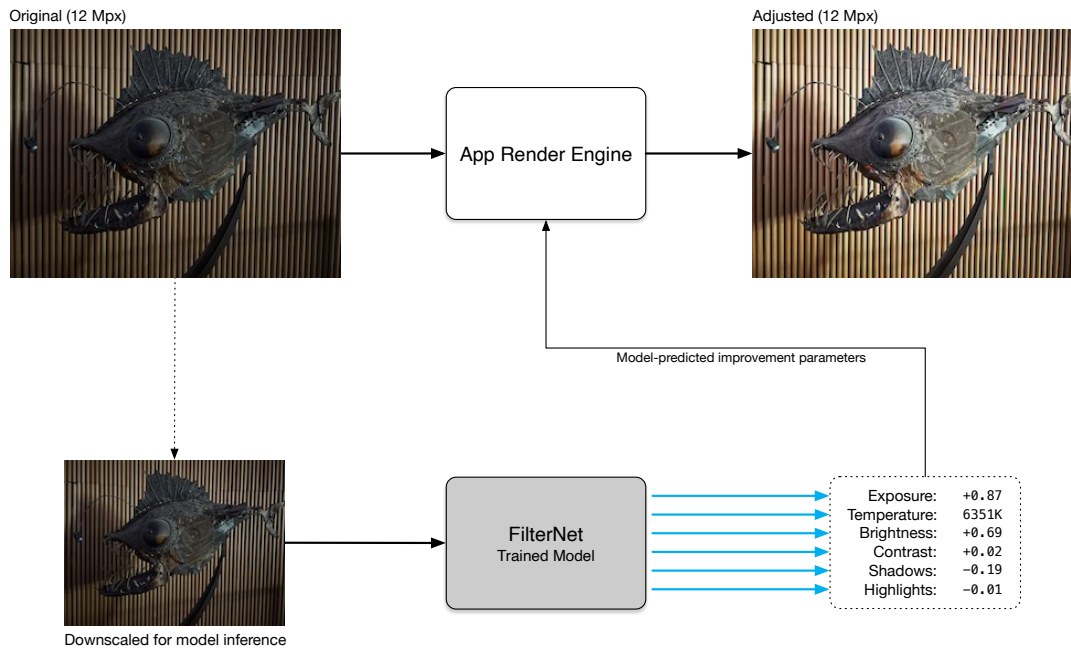 Original (12 Mpx)
Adjusted (12 Mpx)
App Render Engine
Model-predicted improvement parameters
FilterNet
Trained Model
Exposure: +0.87
Temperature: 6351K
Brightness: +0.69
Contrast: +0.02
Shadows: −0.19
Highlights: −0.01
Downscaled for model inference